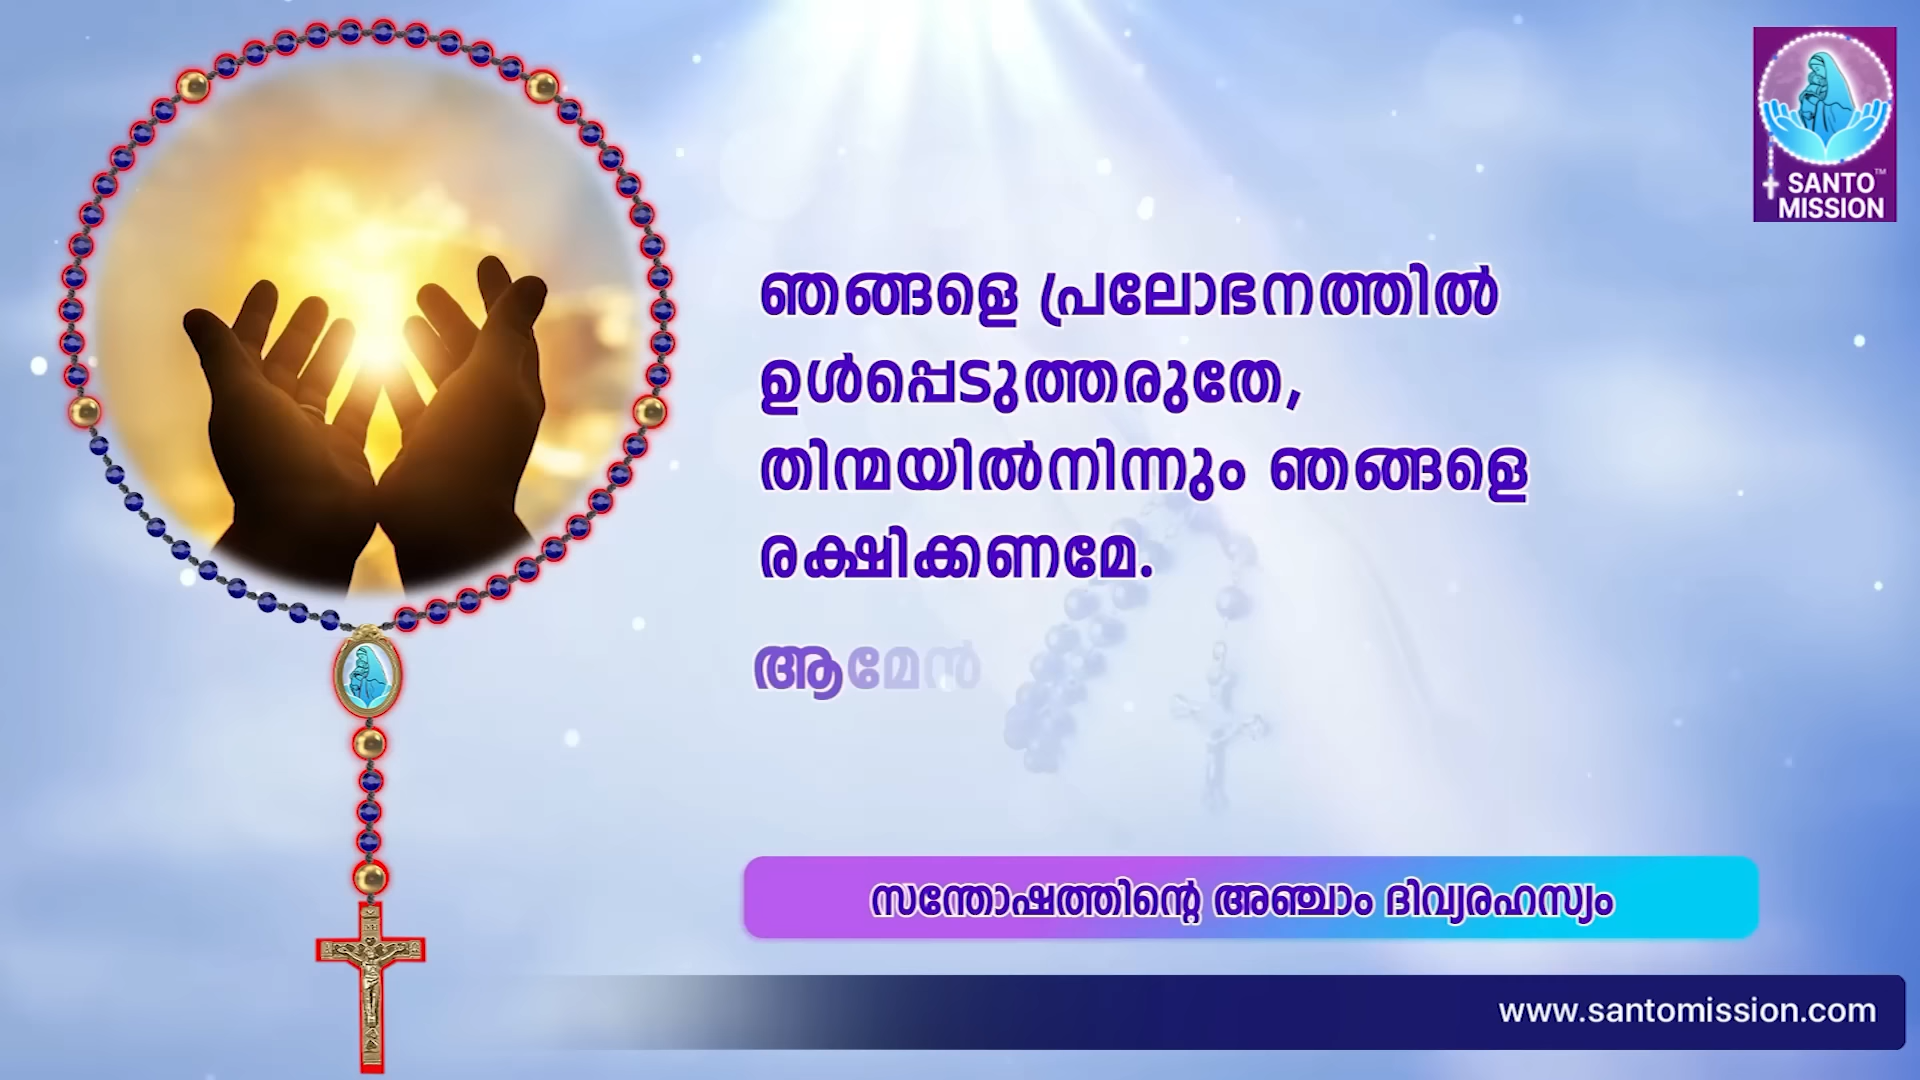 SANTO™
MISSION
ഞങ്ങളെ പ്രലോഭനത്തിൽ
ഉൾപ്പെടുത്തരുതേ,
തിന്മയിൽനിന്നും ഞങ്ങളെ
രക്ഷിക്കണമേ.
ആമേൻ
സന്തോഷത്തിന്റെ അഞ്ചാം ദിവ്യരഹസ്യം
www.santomission.com